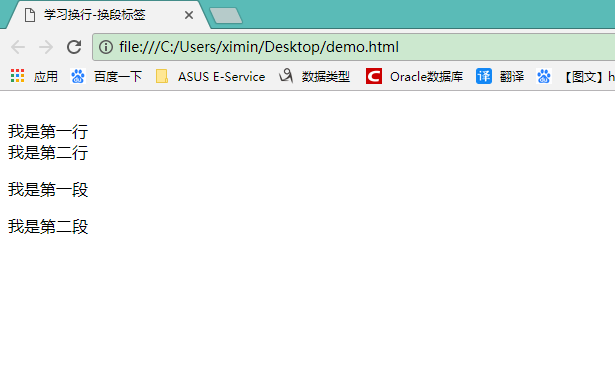 学习换行-换段标签
file:///C:/Users/ximin/Desktop/demo.html
应用 百度一下 ASUS E-Service 数据类型 Oracle数据库 翻译 【图文】h
我是第一行
我是第二行
我是第一段
我是第二段